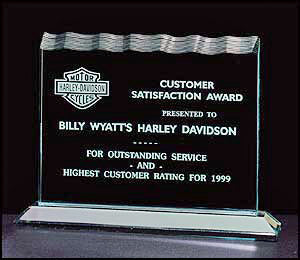 MOTOR
HARLEY-DAVIDSON
CYCLES
CUSTOMER
SATISFACTION AWARD
PRESENTED TO
BILLY WYATT'S HARLEY DAVIDSON
-----
FOR OUTSTANDING SERVICE
- AND -
HIGHEST CUSTOMER RATING FOR 1999